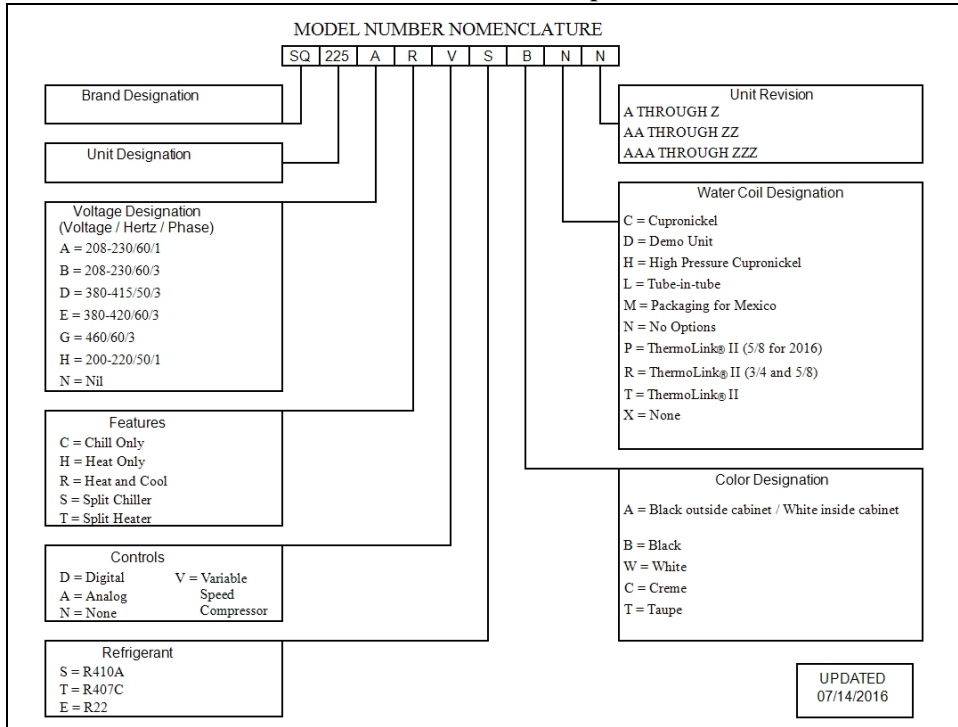 MODEL NUMBER NOMENCLATURE
SQ 225 A R V S B N N
Brand Designation
Unit Designation
Voltage Designation
(Voltage / Hertz / Phase)
A = 208-230/60/1
B = 208-230/60/3
D = 380-415/50/3
E = 380-420/60/3
G = 460/60/3
H = 200-220/50/1
N = Nil
Features
C = Chill Only
H = Heat Only
R = Heat and Cool
S = Split Chiller
T = Split Heater
Controls
D = Digital
A = Analog
N = None
V = Variable
Speed
Compressor
Refrigerant
S = R410A
T = R407C
E = R22
Unit Revision
A THROUGH Z
AA THROUGH ZZ
AAA THROUGH ZZZ
Water Coil Designation
C = Cupronickel
D = Demo Unit
H = High Pressure Cupronickel
L = Tube-in-tube
M = Packaging for Mexico
N = No Options
P = ThermoLink® II (5/8 for 2016)
R = ThermoLink® II (3/4 and 5/8)
T = ThermoLink® II
X = None
Color Designation
A = Black outside cabinet / White inside cabinet
B = Black
W = White
C = Creme
T = Taupe
UPDATED
07/14/2016